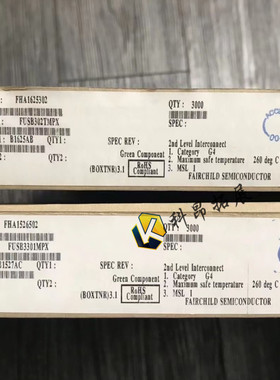 FHA1625302
QTY : 3000
FUSB302TMPX
SPEC :
B1625AB QTY1 :
SPEC REV :
2nd Level Interconnect
QTY2 :
Green Component
1. Category G4
(BOXTNR)3.1
RoHS
Compliant
2. Maximum safe temperature 260 deg C
3. MSL 1
FAIRCHILD SEMICONDUCTOR
科昂拓展
FHA1526502
3000
FUSB3301MPX
SPEC :
1527AC QTY1 :
SPEC REV :
2nd Level Interconnect
QTY2 :
Green Component
1. Category G4
(BOXTNR)3.1
RoHS
Compliant
2. Maximum safe temperature 260 deg C
3. MSL 1
FAIRCHILD SEMICONDUCTOR